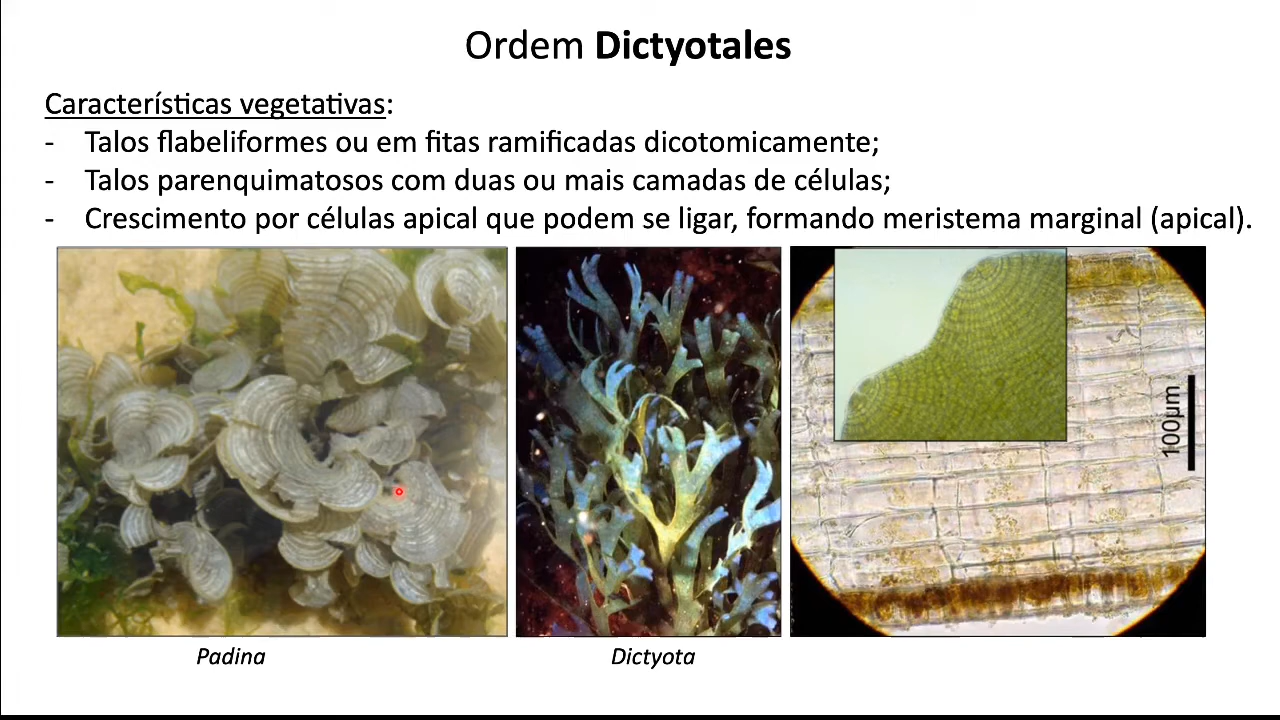 Ordem Dictyotales
Características vegetativas:
- Talos flabeliformes ou em fitas ramificadas dicotomicamente;
- Talos parenquimatosos com duas ou mais camadas de células;
- Crescimento por células apical que podem se ligar, formando meristema marginal (apical).
100µm
Padina
Dictyota